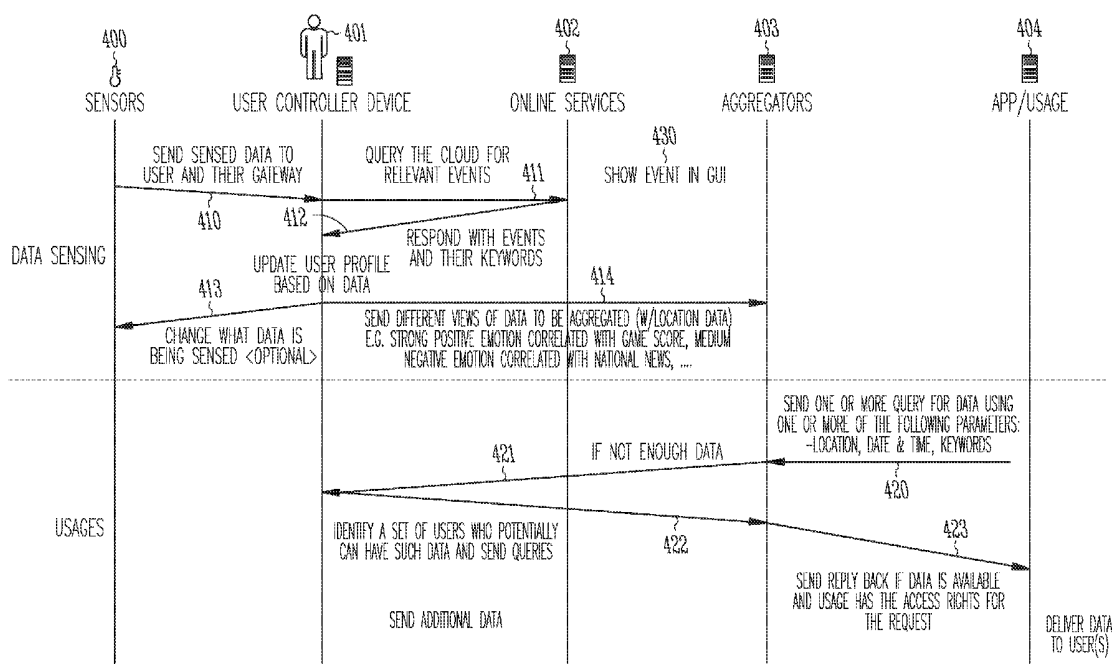 400
401
402
403
404
SENSORS
USER CONTROLLER DEVICE
ONLINE SERVICES
AGGREGATORS
APP/USAGE
SEND SENSED DATA TO
USER AND THEIR GATEWAY
410
QUERY THE CLOUD FOR
RELEVANT EVENTS
411
430
SHOW EVENT IN GUI
412
RESPOND WITH EVENTS
AND THEIR KEYWORDS
DATA SENSING
UPDATE USER PROFILE
BASED ON DATA
413
414
CHANGE WHAT DATA IS
BEING SENSED <OPTIONAL>
SEND DIFFERENT VIEWS OF DATA TO BE AGGREGATED (W/LOCATION DATA)
E.G. STRONG POSITIVE EMOTION CORRELATED WITH GAME SCORE, MEDIUM
NEGATIVE EMOTION CORRELATED WITH NATIONAL NEWS, ....
SEND ONE OR MORE QUERY FOR DATA USING
ONE OR MORE OF THE FOLLOWING PARAMETERS:
-LOCATION, DATE & TIME, KEYWORDS
421
IF NOT ENOUGH DATA
420
USAGES
IDENTIFY A SET OF USERS WHO POTENTIALLY
CAN HAVE SUCH DATA AND SEND QUERIES
422
423
SEND REPLY BACK IF DATA IS AVAILABLE
AND USAGE HAS THE ACCESS RIGHTS FOR
THE REQUEST
SEND ADDITIONAL DATA
DELIVER DATA
TO USER(S)